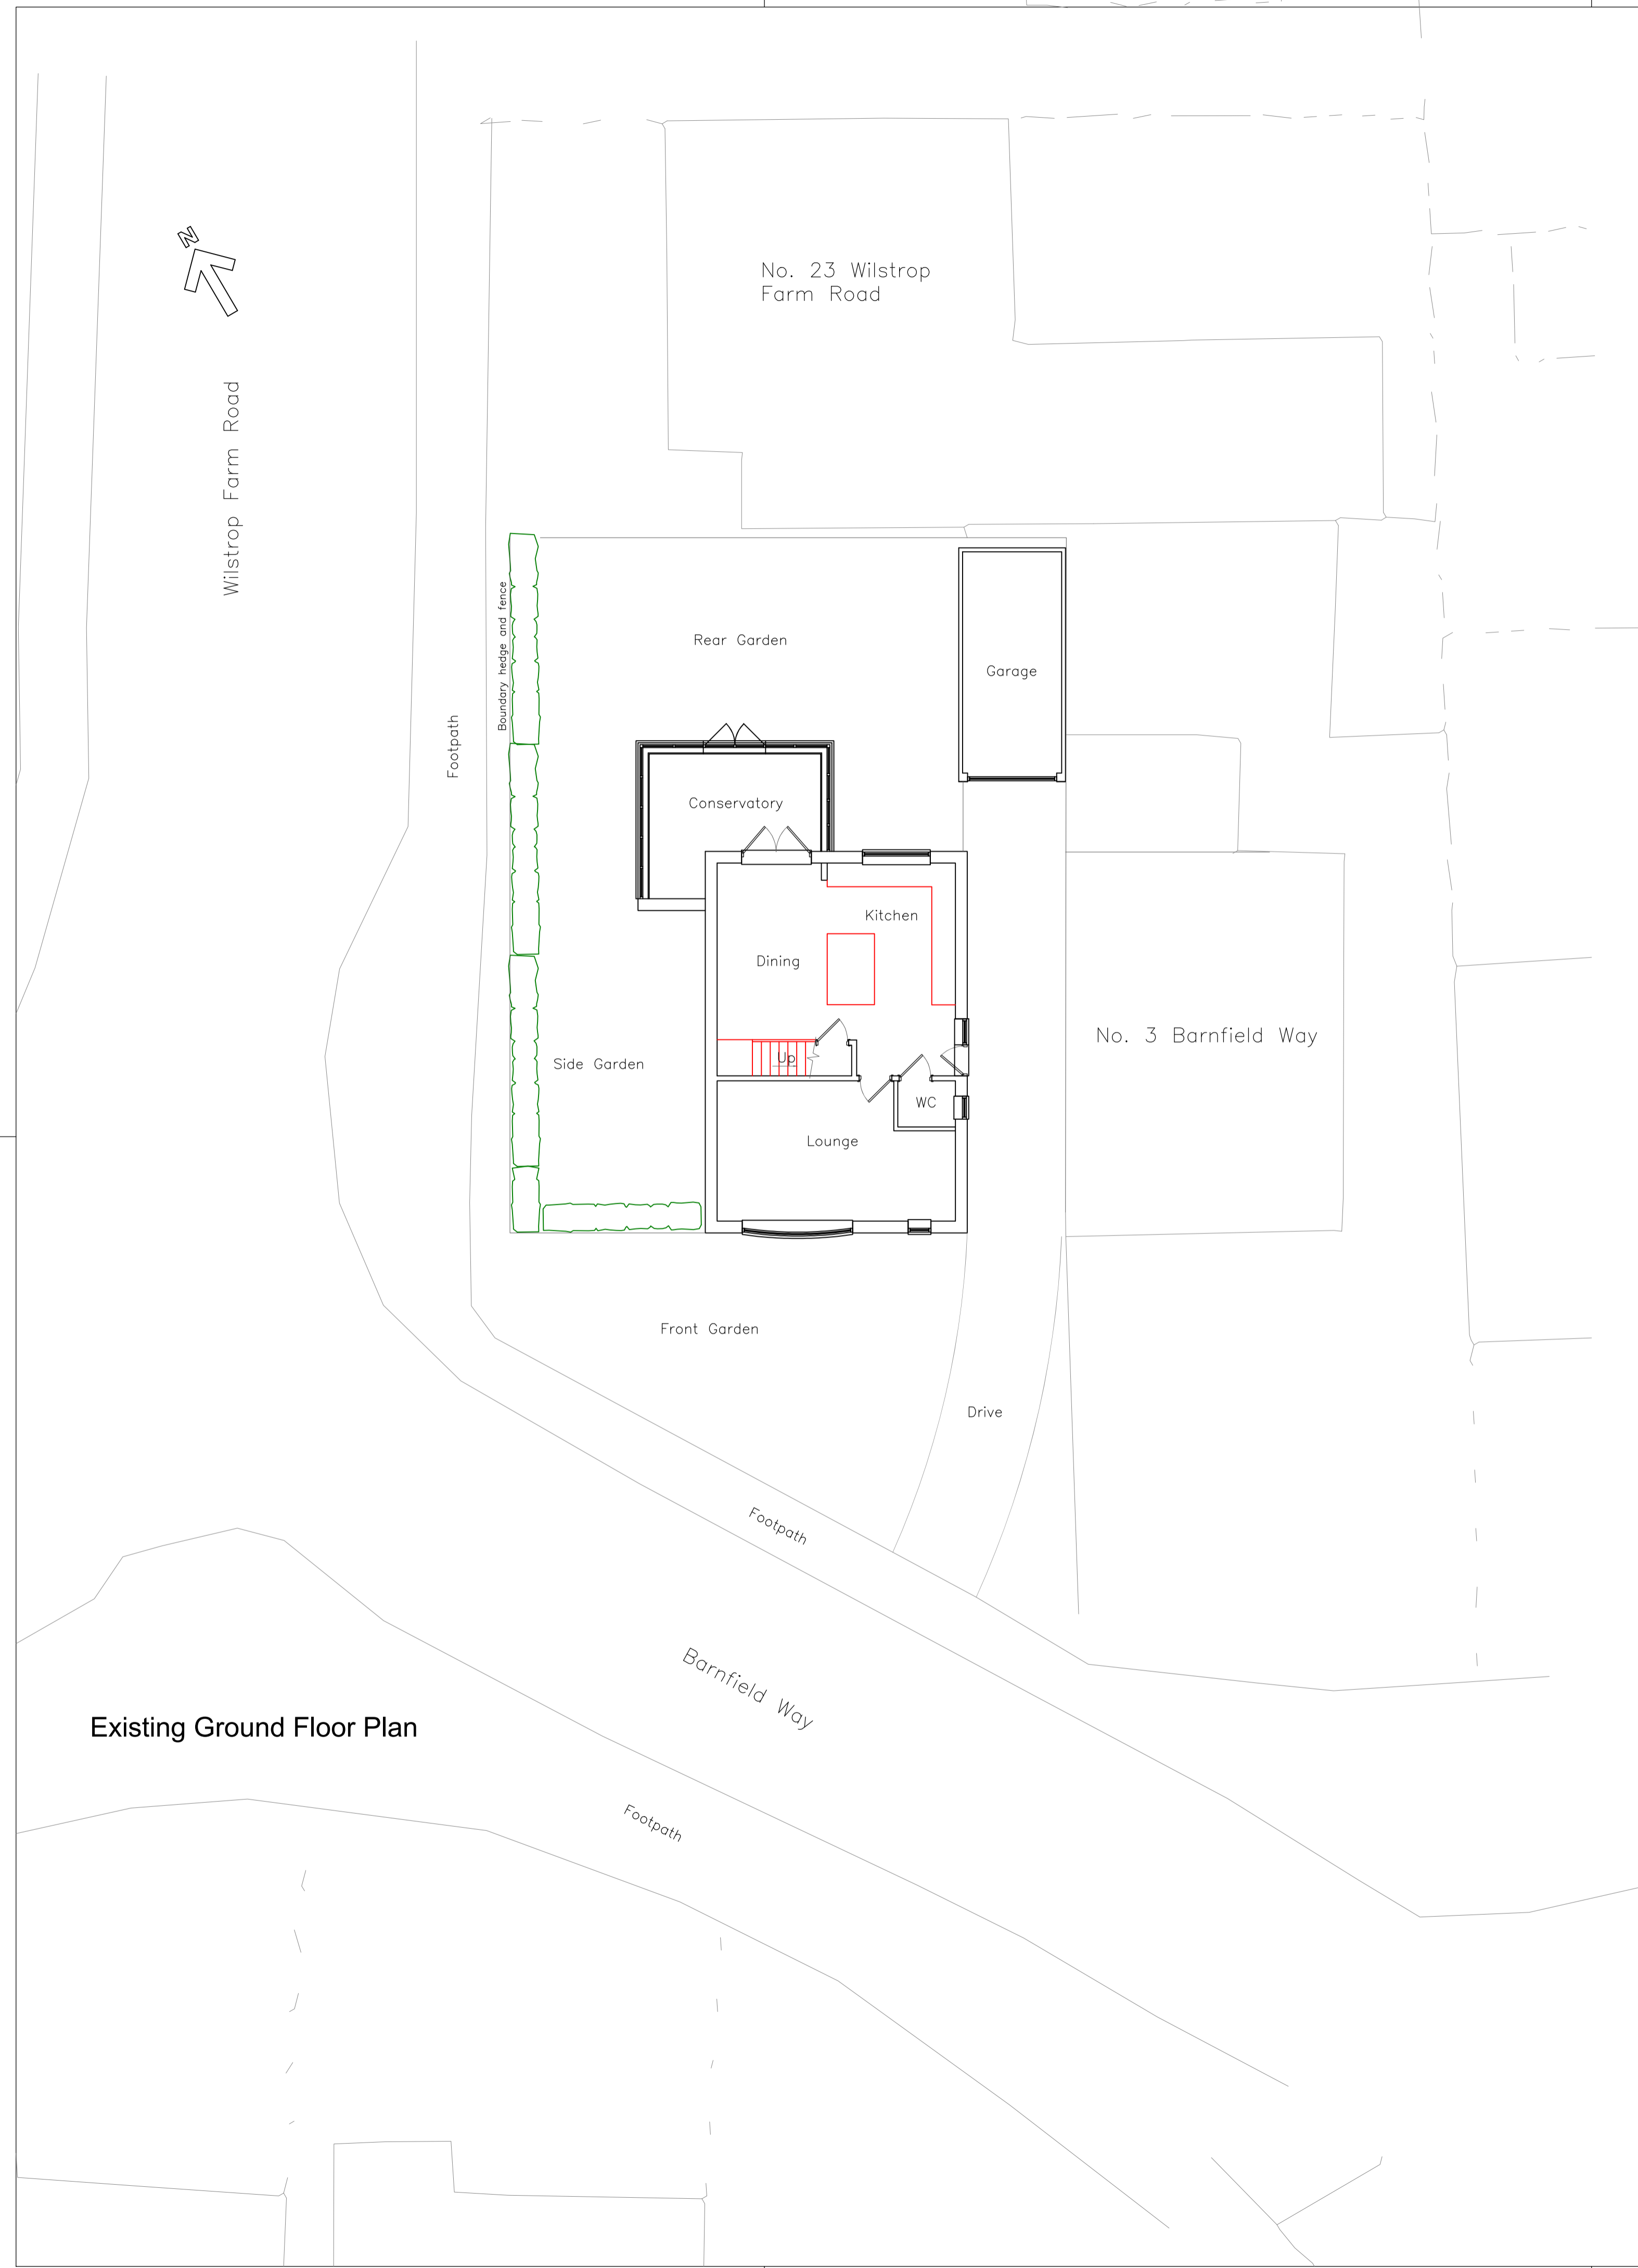 N
No. 23 Wilstrop
Farm Road
Wilstrop Farm Road
Boundary hedge and fence
Rear Garden
Garage
Footpath
Conservatory
Kitchen
Dining
No. 3 Barnfield Way
Up
Side Garden
WC
Lounge
Front Garden
Drive
Footpath
Barnfield Way
Existing Ground Floor Plan
Footpath